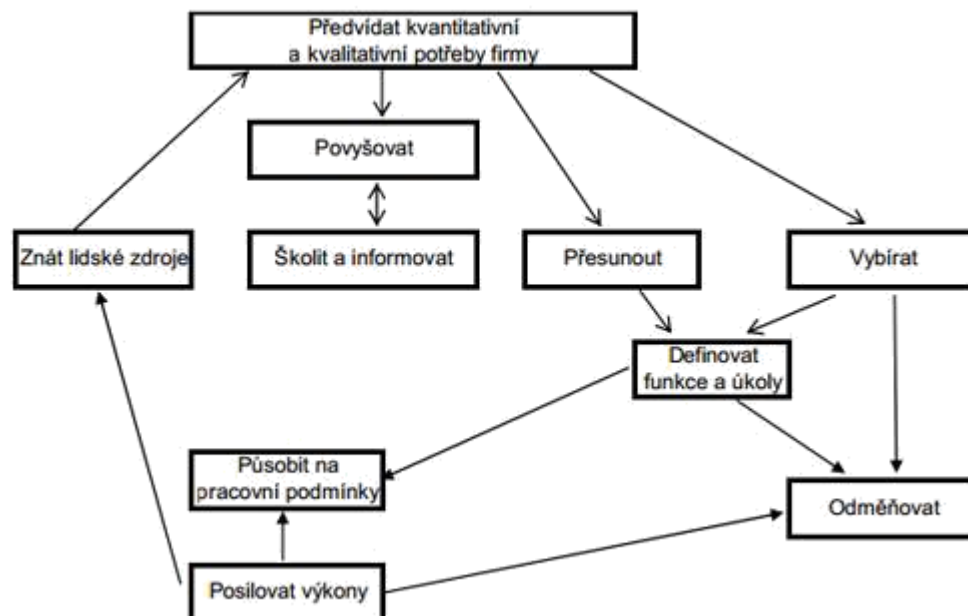 Předvídat kvantitativní
a kvalitativní potřeby firmy
Povyšovat
Znát lidské zdroje
Školit a informovat
Přesunout
Vybírat
Definovat
funkce a úkoly
Působit na
pracovní podmínky
Odměňovat
Posilovat výkony